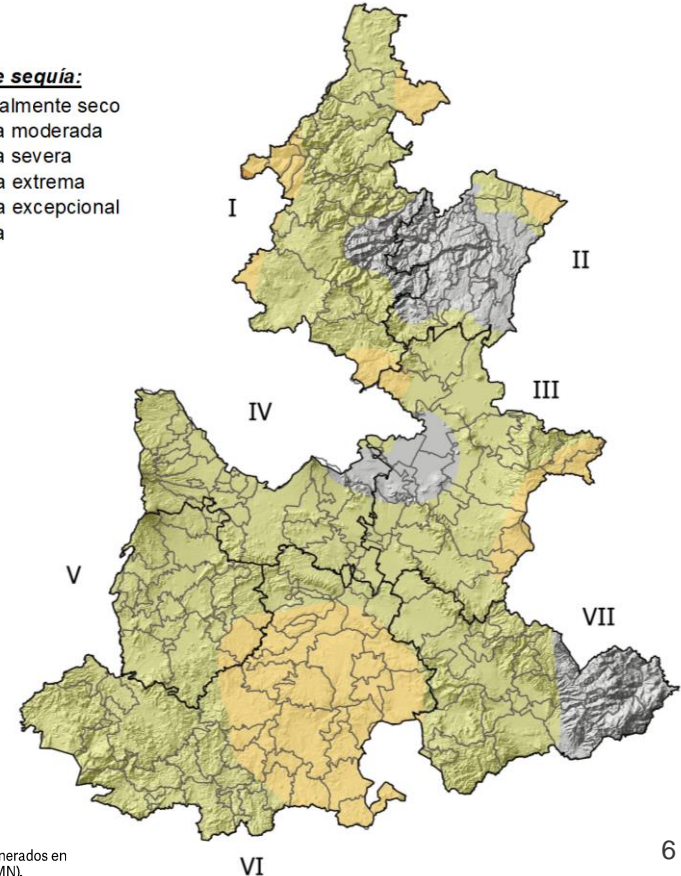 e sequía:
almente seco
a moderada
a severa
a extrema
a excepcional
a
I
II
III
IV
V
VII
VI
nerados en
MN).
6